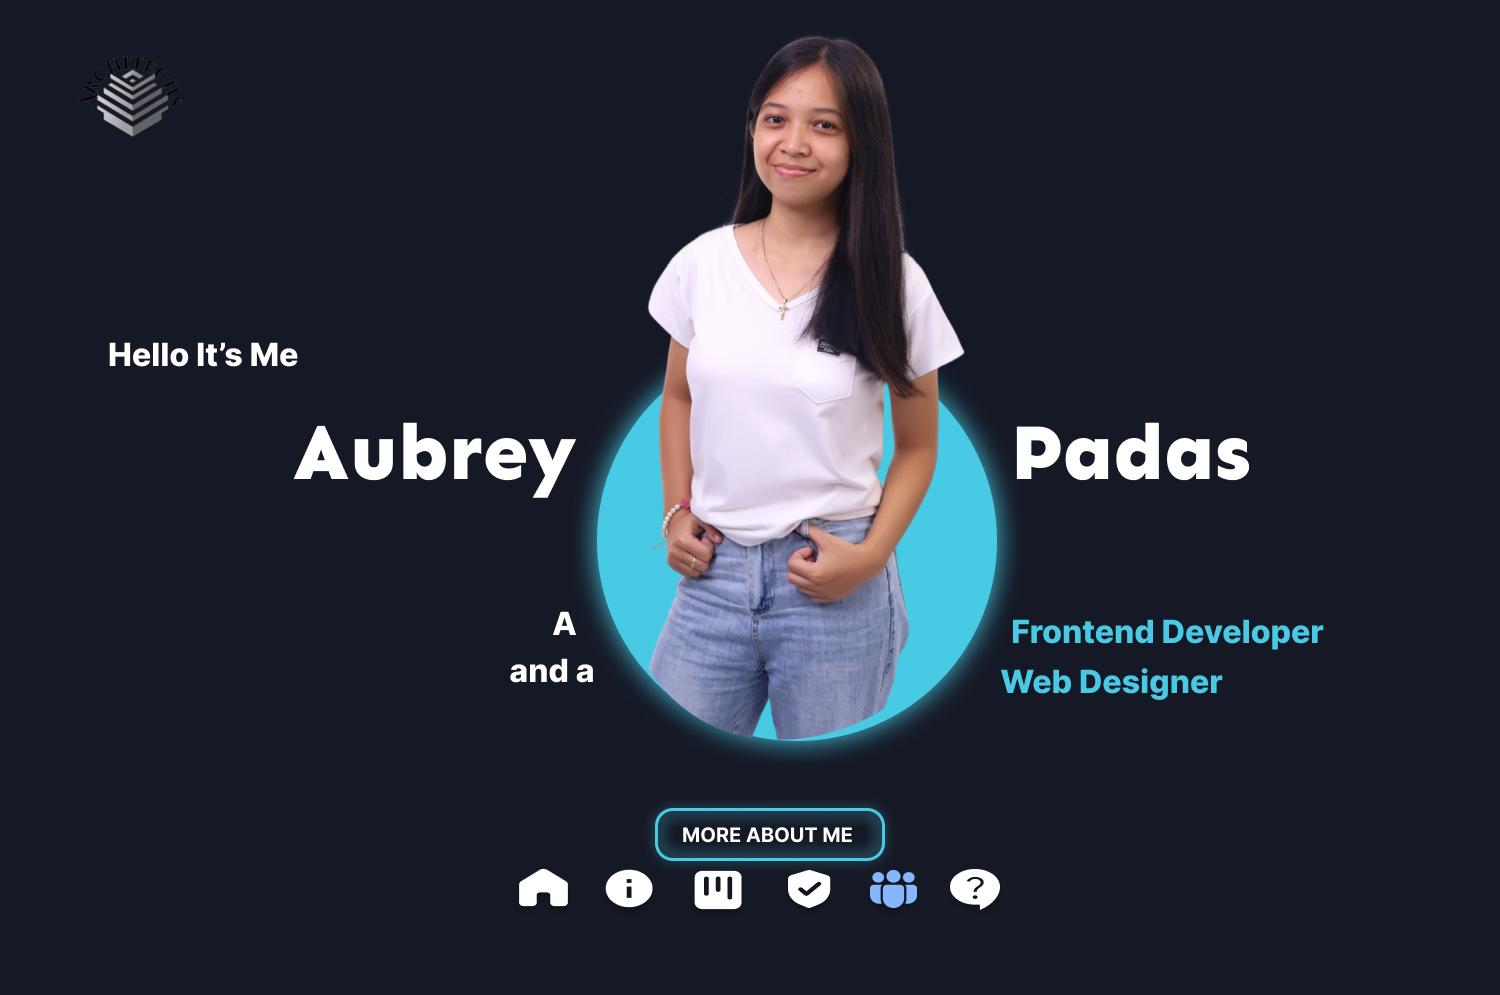 ARCHITECHS
Hello It’s Me
Aubrey Padas
A Frontend Developer
and a Web Designer
MORE ABOUT ME